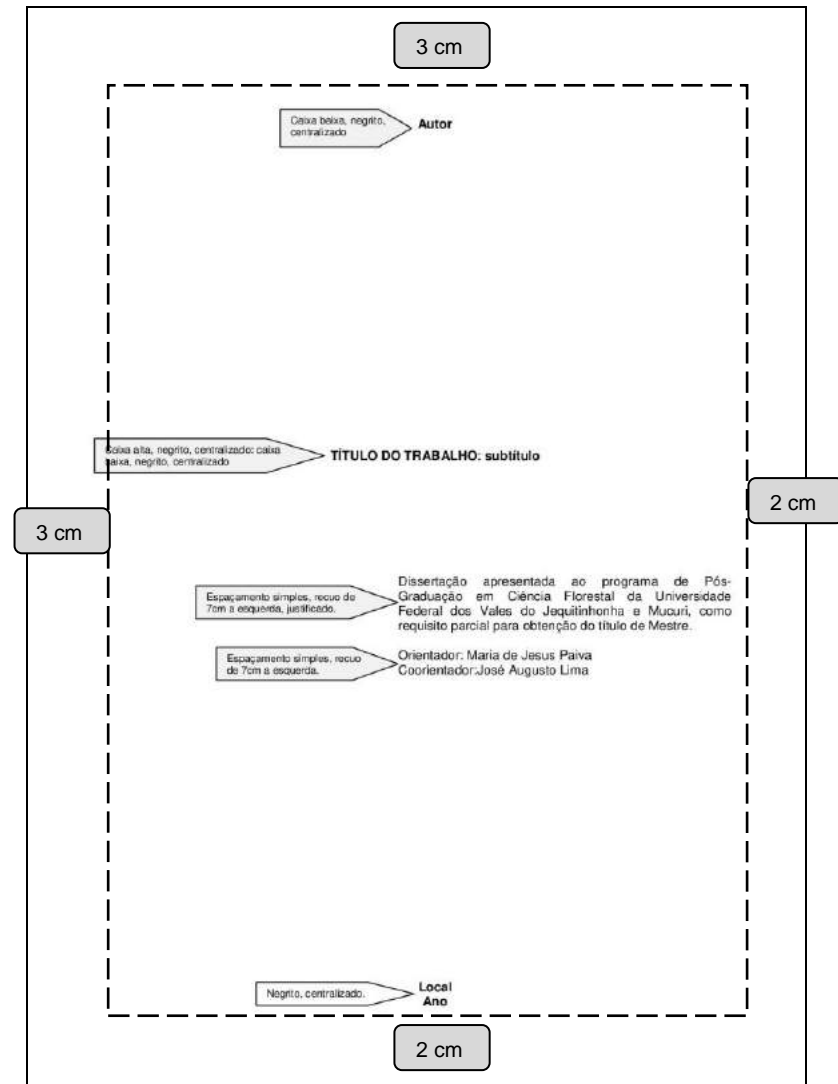 3 cm
Caixa baixa, negrito,
centralizado
Autor
Caixa alta, negrito, centralizado: caixa
baixa, negrito, centralizado
TÍTULO DO TRABALHO: subtítulo
2 cm
3 cm
Espaçamento simples, recuo de
7cm a esquerda, justificado.
Dissertação apresentada ao programa de Pós-
Graduação em Ciência Florestal da Universidade
Federal dos Vales do Jequitinhonha e Mucuri, como
requisito parcial para obtenção do título de Mestre.
Espaçamento simples, recuo
de 7cm a esquerda.
Orientador: Maria de Jesus Paiva
Coorientador:José Augusto Lima
Negrito, centralizado.
Local
Ano
2 cm